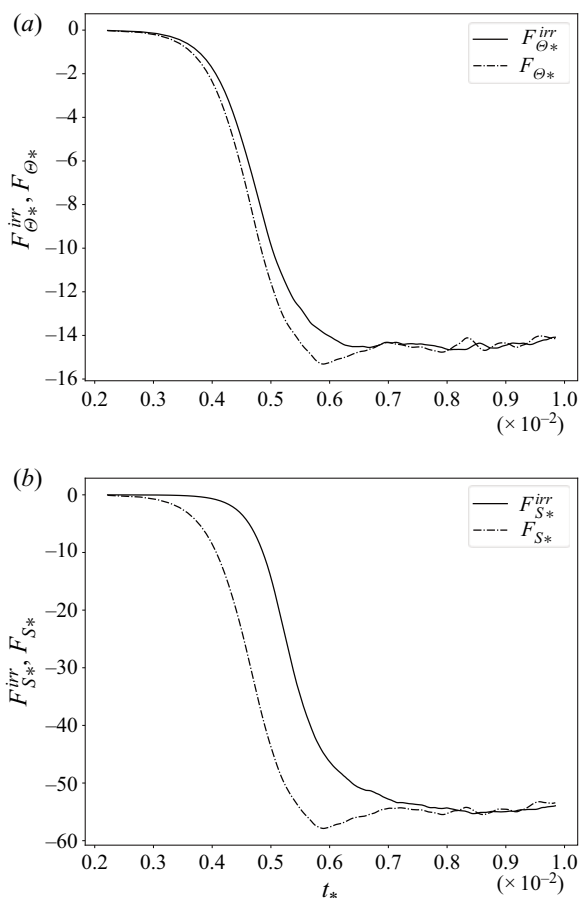 (a)
0
−2
−4
−6
−8
−10
−12
−14
−16
F^{irr}_{Θ*}, F_{Θ*}
F^{irr}_{Θ*}
F_{Θ*}
0.2 0.3 0.4 0.5 0.6 0.7 0.8 0.9 1.0
(× 10^{−2})
(b)
0
−10
−20
−30
−40
−50
−60
F^{irr}_{S*}, F_{S*}
F^{irr}_{S*}
F_{S*}
0.2 0.3 0.4 0.5 0.6 0.7 0.8 0.9 1.0
t_* (× 10^{−2})